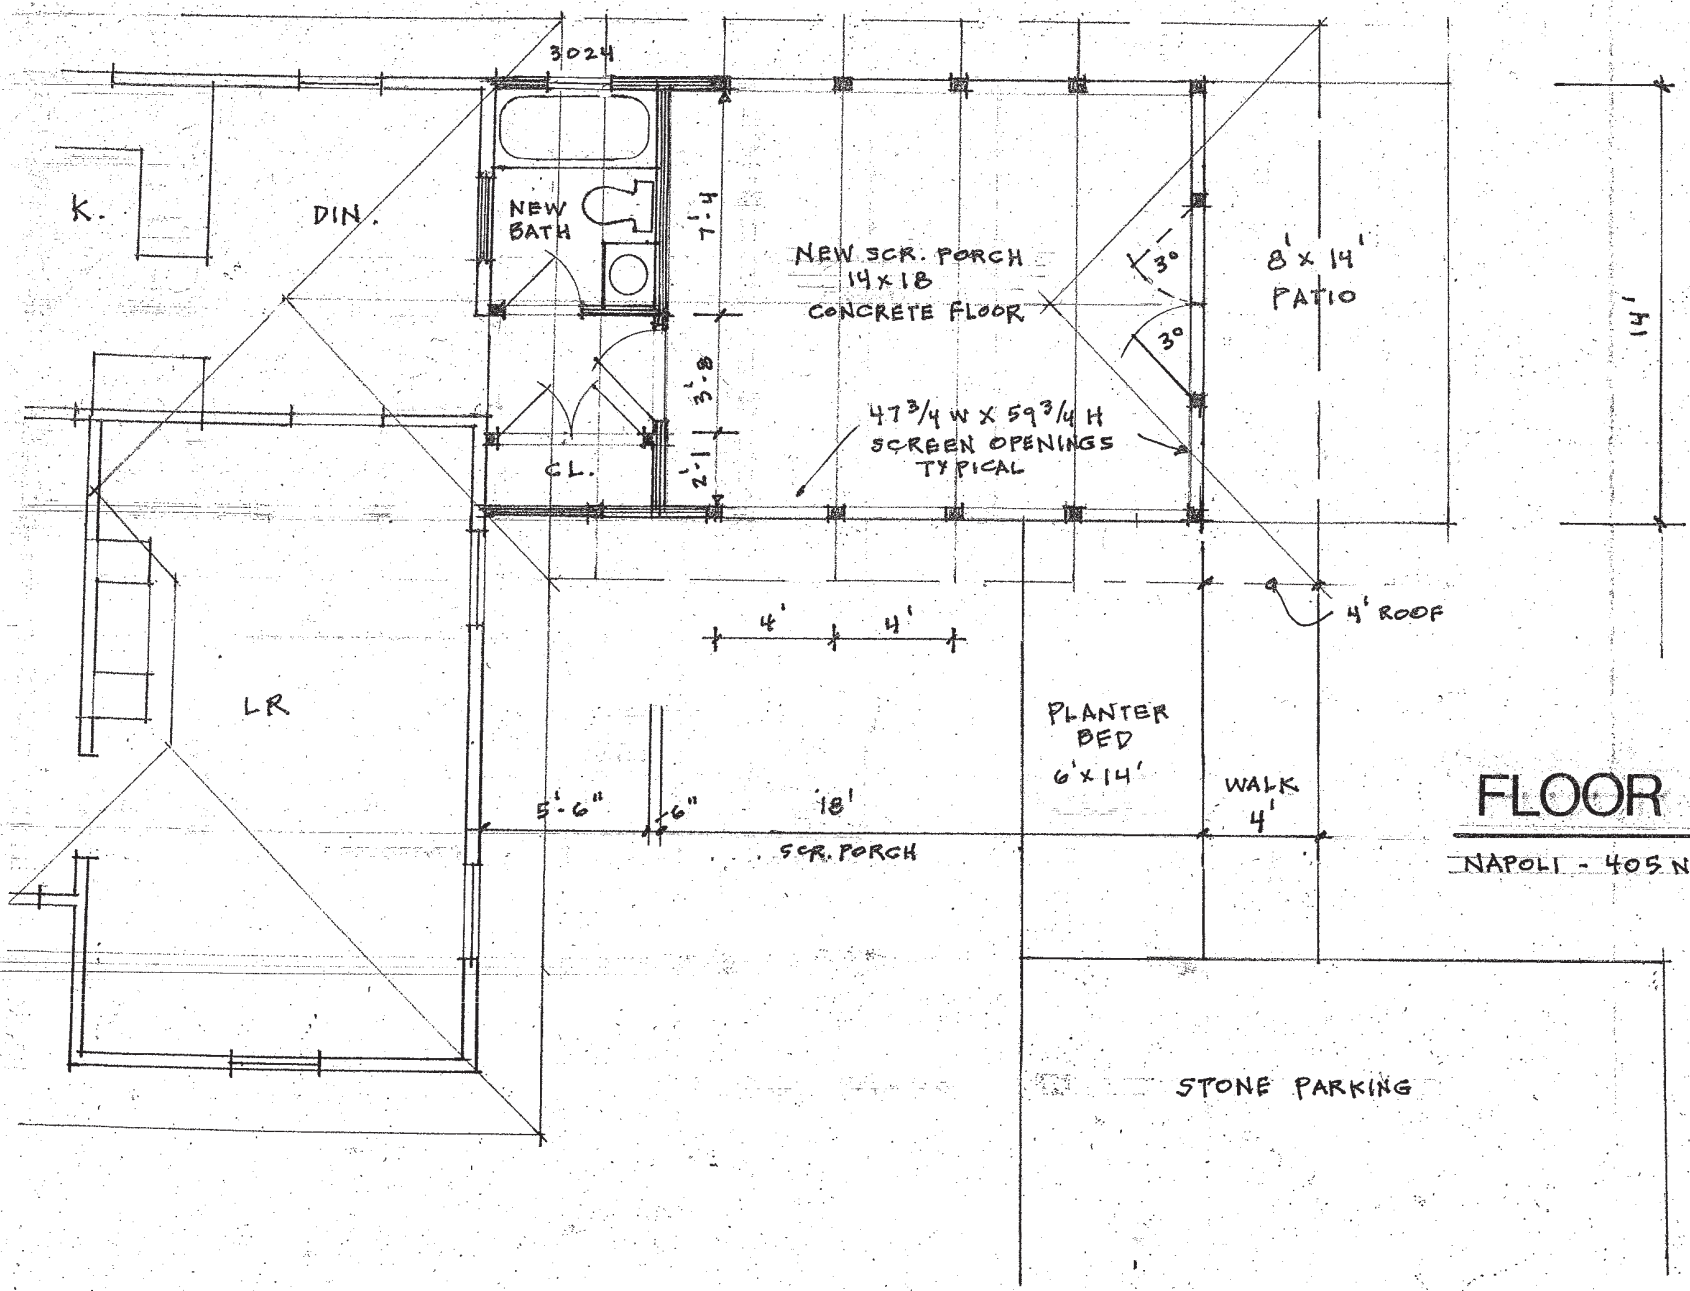 3024
K.
DIN.
NEW
BATH
7'-4
NEW SCR. PORCH
14 x 18
CONCRETE FLOOR
3°
3°
8' x 14'
PATIO
14'
3'-8
47 3/4 W X 59 3/4 H
SCREEN OPENINGS
TYPICAL
CL.
2'-1
4'
4'
4' ROOF
LR
PLANTER
BED
6' x 14'
WALK
4'
5'-6"
6"
18'
SCR. PORCH
FLOOR
NAPOLI - 405 N
STONE PARKING